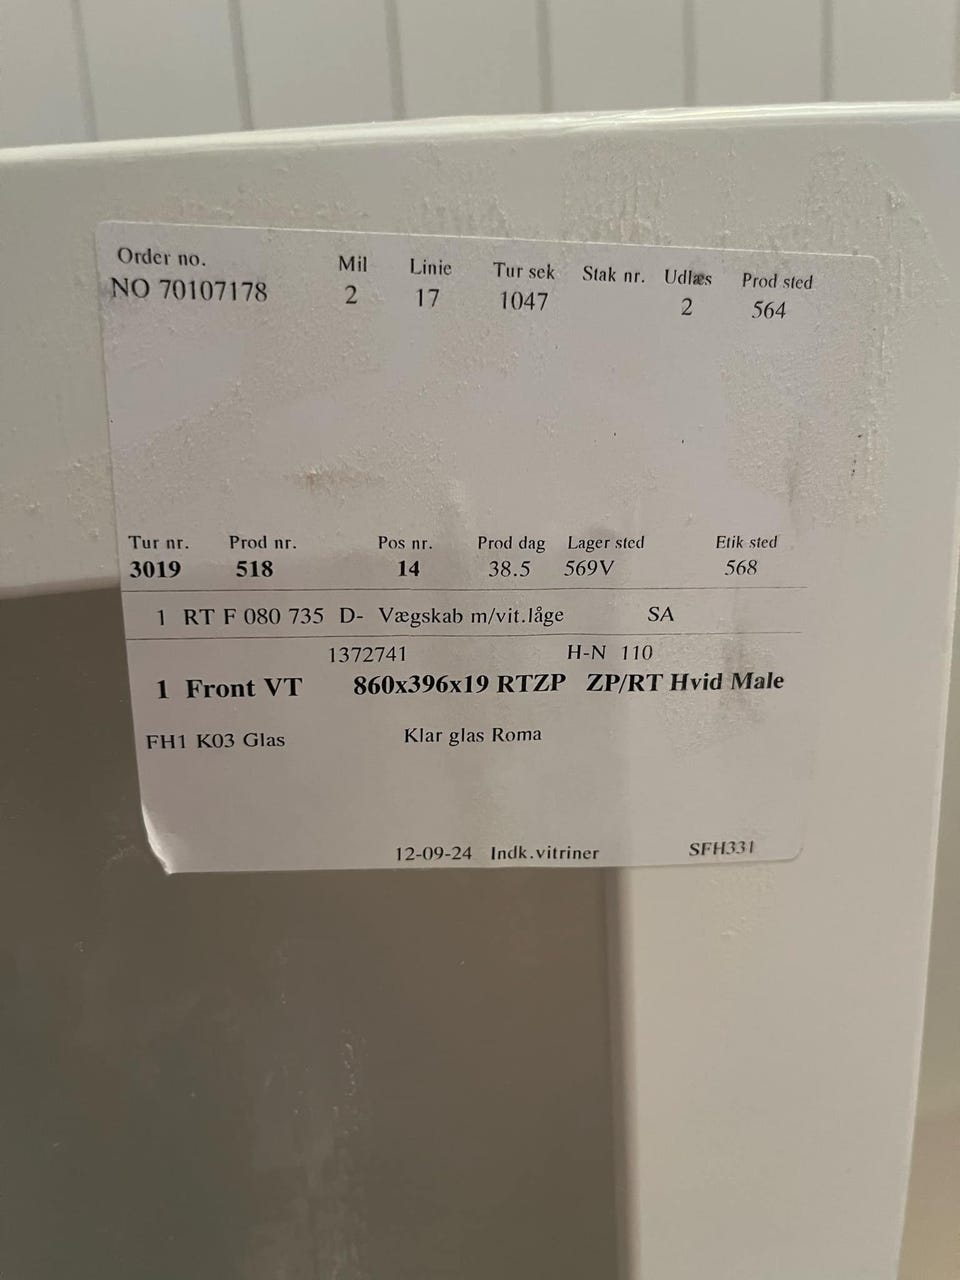 Order no. Mil Linie Tur sek Stak nr. Udlæs Prod sted
NO 70107178 2 17 1047 2 564
Tur nr. Prod nr. Pos nr. Prod dag Lager sted Etik sted
3019 518 14 38.5 569V 568
1 RT F 080 735 D- Vægskab m/vit.låge SA
1372741 H-N 110
1 Front VT 860x396x19 RTZP ZP/RT Hvid Male
FH1 K03 Glas Klar glas Roma
12-09-24 Indk.vitriner SFH331